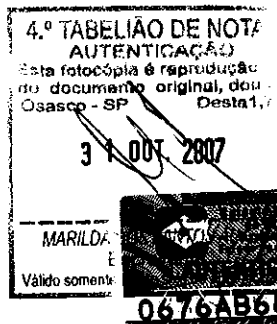 4.º TABELIÃO DE NOTA
AUTENTICAÇÃO
Esta fotocópia é reprodução
do documento original, dou
Osasco - SP Desta
3 1 OUT. 2007
MARILDA
Válido somente
0676AB6